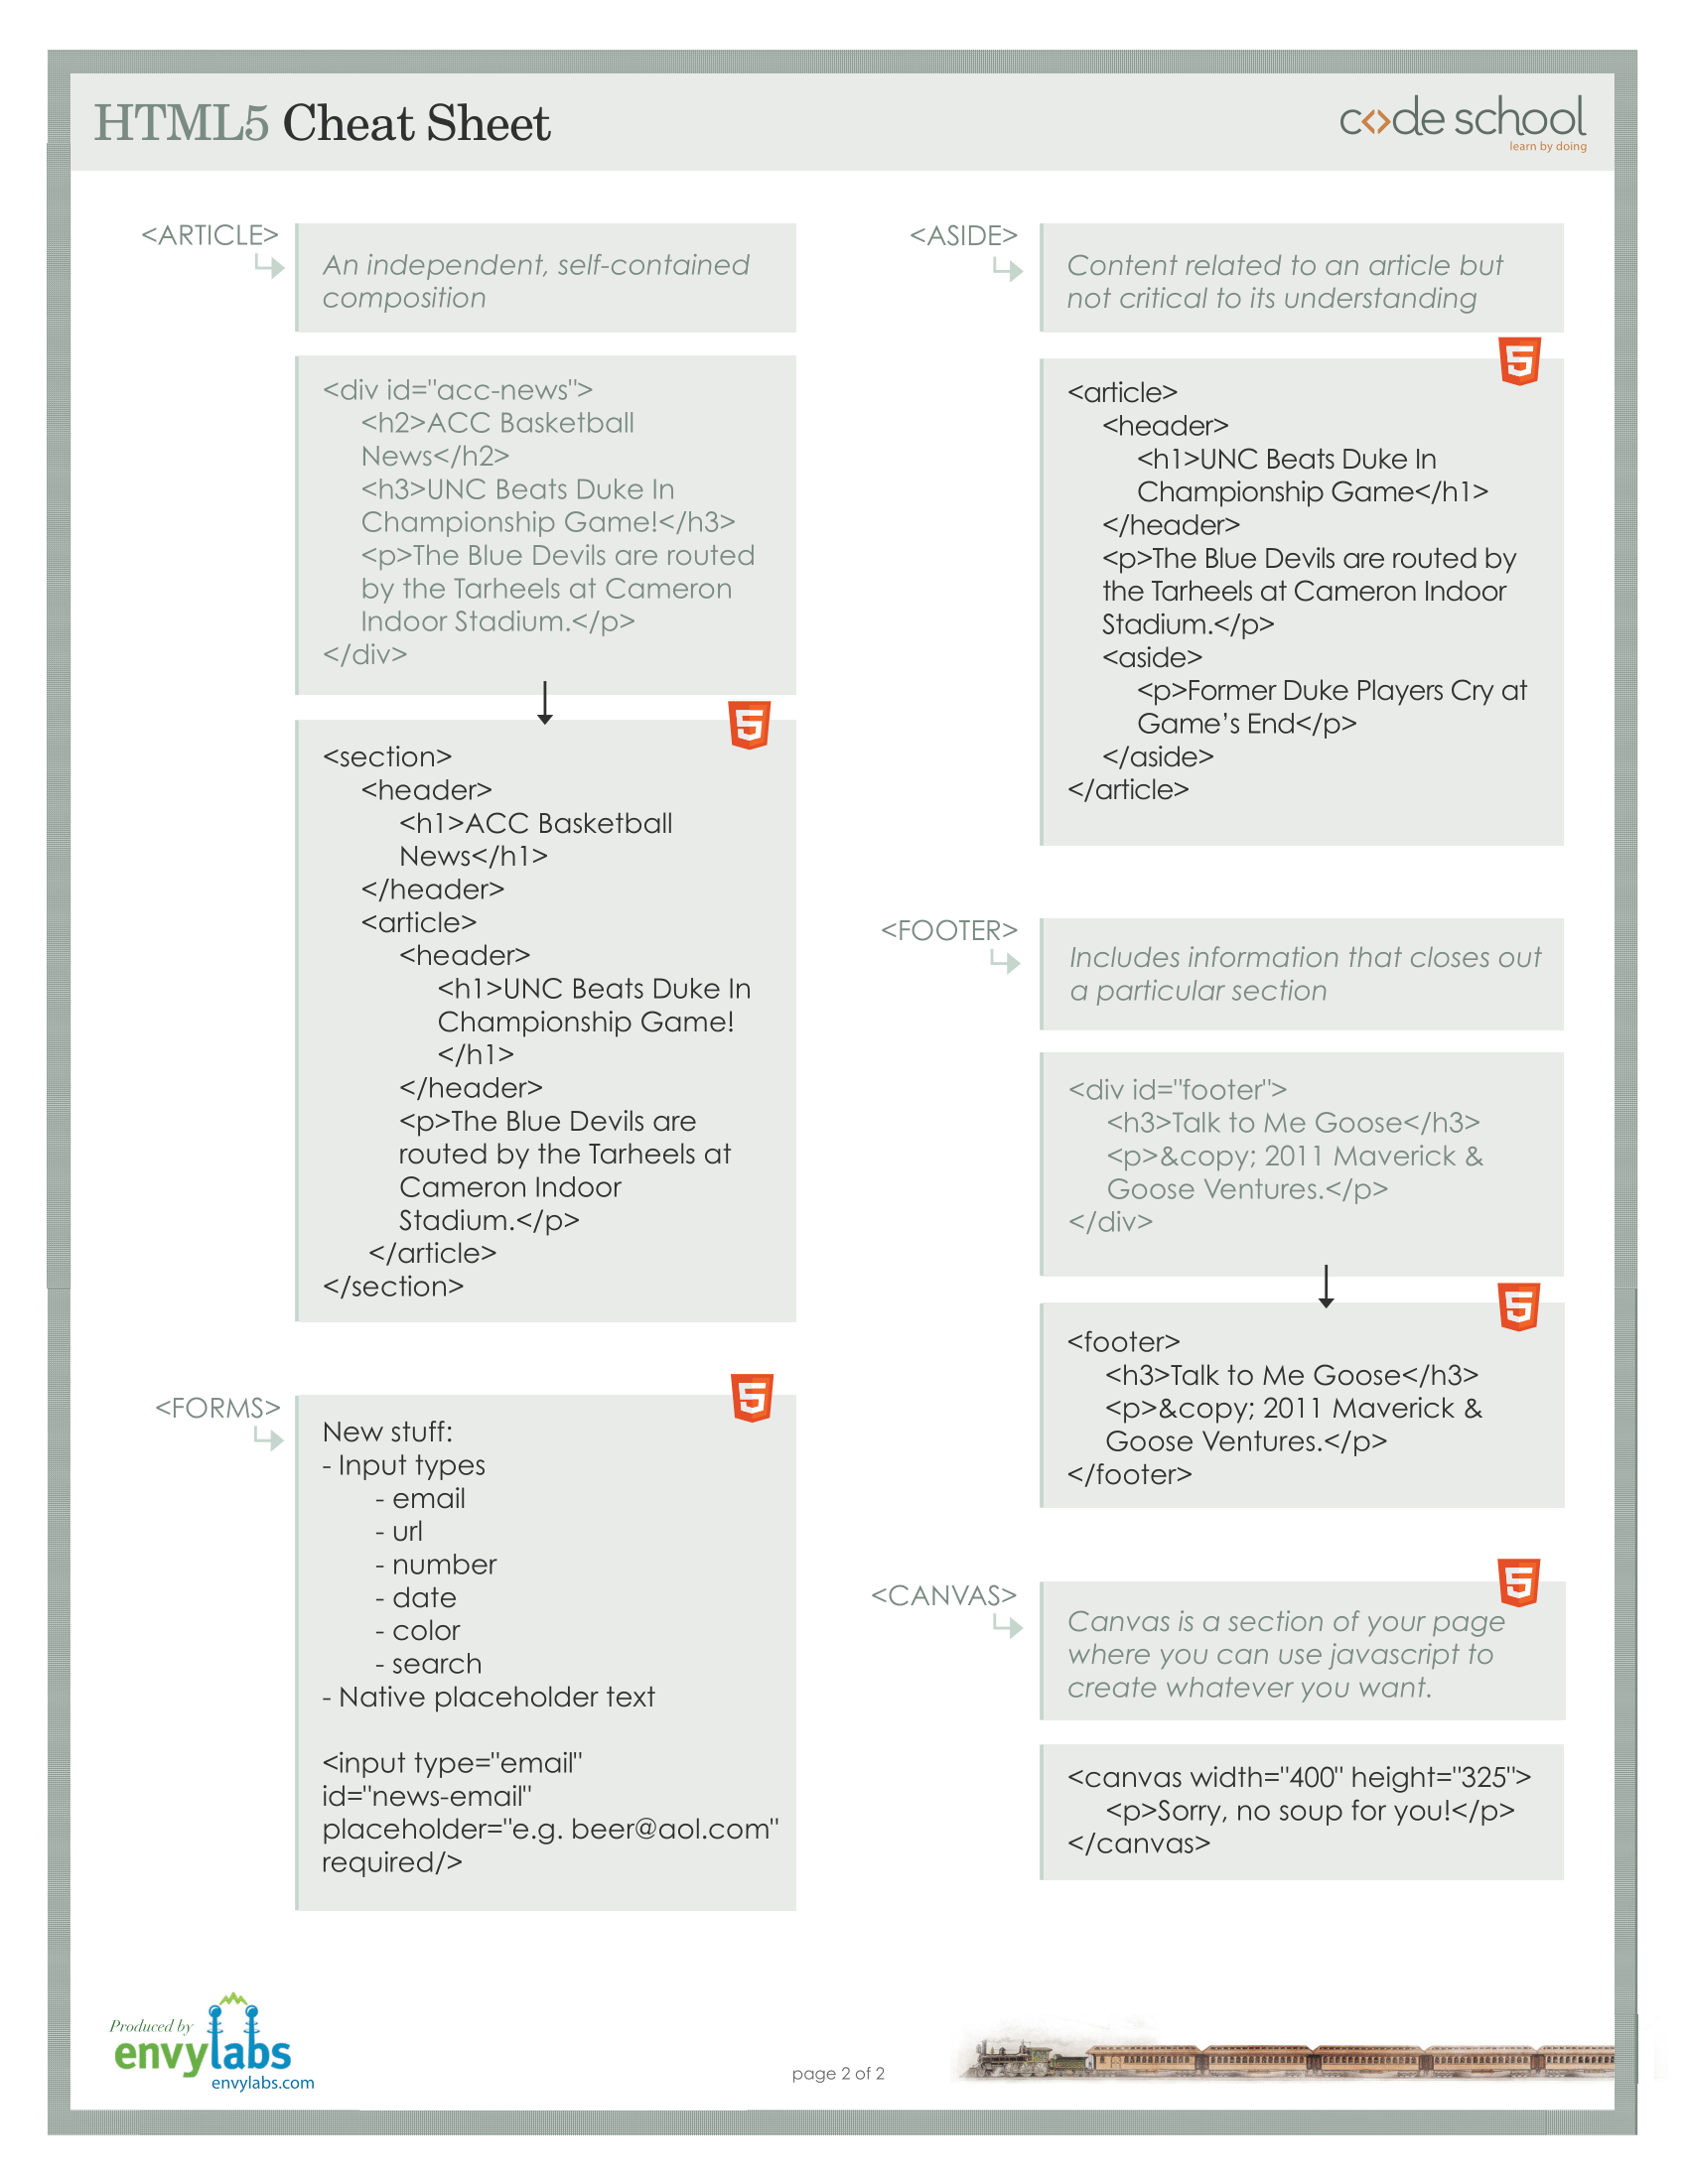 HTML5 Cheat Sheet
code school
learn by doing
<ARTICLE>
An independent, self-contained
composition
<div id="acc-news">
<h2>ACC Basketball
News</h2>
<h3>UNC Beats Duke In
Championship Game!</h3>
<p>The Blue Devils are routed
by the Tarheels at Cameron
Indoor Stadium.</p>
</div>
<section>
<header>
<h1>ACC Basketball
News</h1>
</header>
<article>
<header>
<h1>UNC Beats Duke In
Championship Game!
</h1>
</header>
<p>The Blue Devils are
routed by the Tarheels at
Cameron Indoor
Stadium.</p>
</article>
</section>
<FORMS>
New stuff:
- Input types
- email
- url
- number
- date
- color
- search
- Native placeholder text
<input type="email"
id="news-email"
placeholder="e.g. beer@aol.com"
required/>
<ASIDE>
Content related to an article but
not critical to its understanding
<article>
<header>
<h1>UNC Beats Duke In
Championship Game</h1>
</header>
<p>The Blue Devils are routed by
the Tarheels at Cameron Indoor
Stadium.</p>
<aside>
<p>Former Duke Players Cry at
Game’s End</p>
</aside>
</article>
<FOOTER>
Includes information that closes out
a particular section
<div id="footer">
<h3>Talk to Me Goose</h3>
<p>&copy; 2011 Maverick &
Goose Ventures.</p>
</div>
<footer>
<h3>Talk to Me Goose</h3>
<p>&copy; 2011 Maverick &
Goose Ventures.</p>
</footer>
<CANVAS>
Canvas is a section of your page
where you can use javascript to
create whatever you want.
<canvas width="400" height="325">
<p>Sorry, no soup for you!</p>
</canvas>
Produced by
envylabs
envylabs.com
page 2 of 2